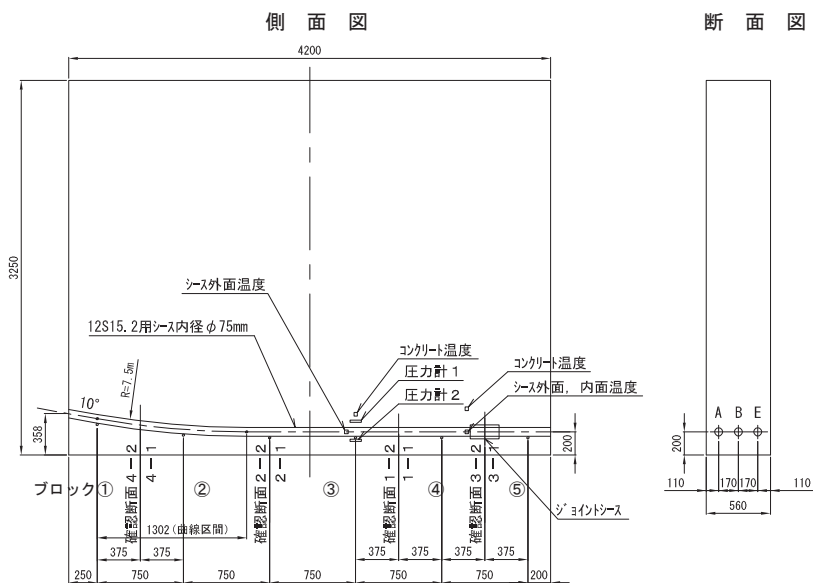 側面図
断面図
4200
3250
シース外面温度
12S15.2用シース内径φ75mm
コンクリート温度
圧力計1
圧力計2
コンクリート温度
シース外面，内面温度
R=7.5m
10°
358
200
A B E
200
確認断面4-2
4-1
確認断面2-2
2-1
確認断面1-2
1-1
確認断面3-2
3-1
ブロック① ② ③ ④ ⑤
ジョイントシース
1302(曲線区間)
375 375 375 375 375 375
250 750 750 750 750 750 200
110 170 170 110
560